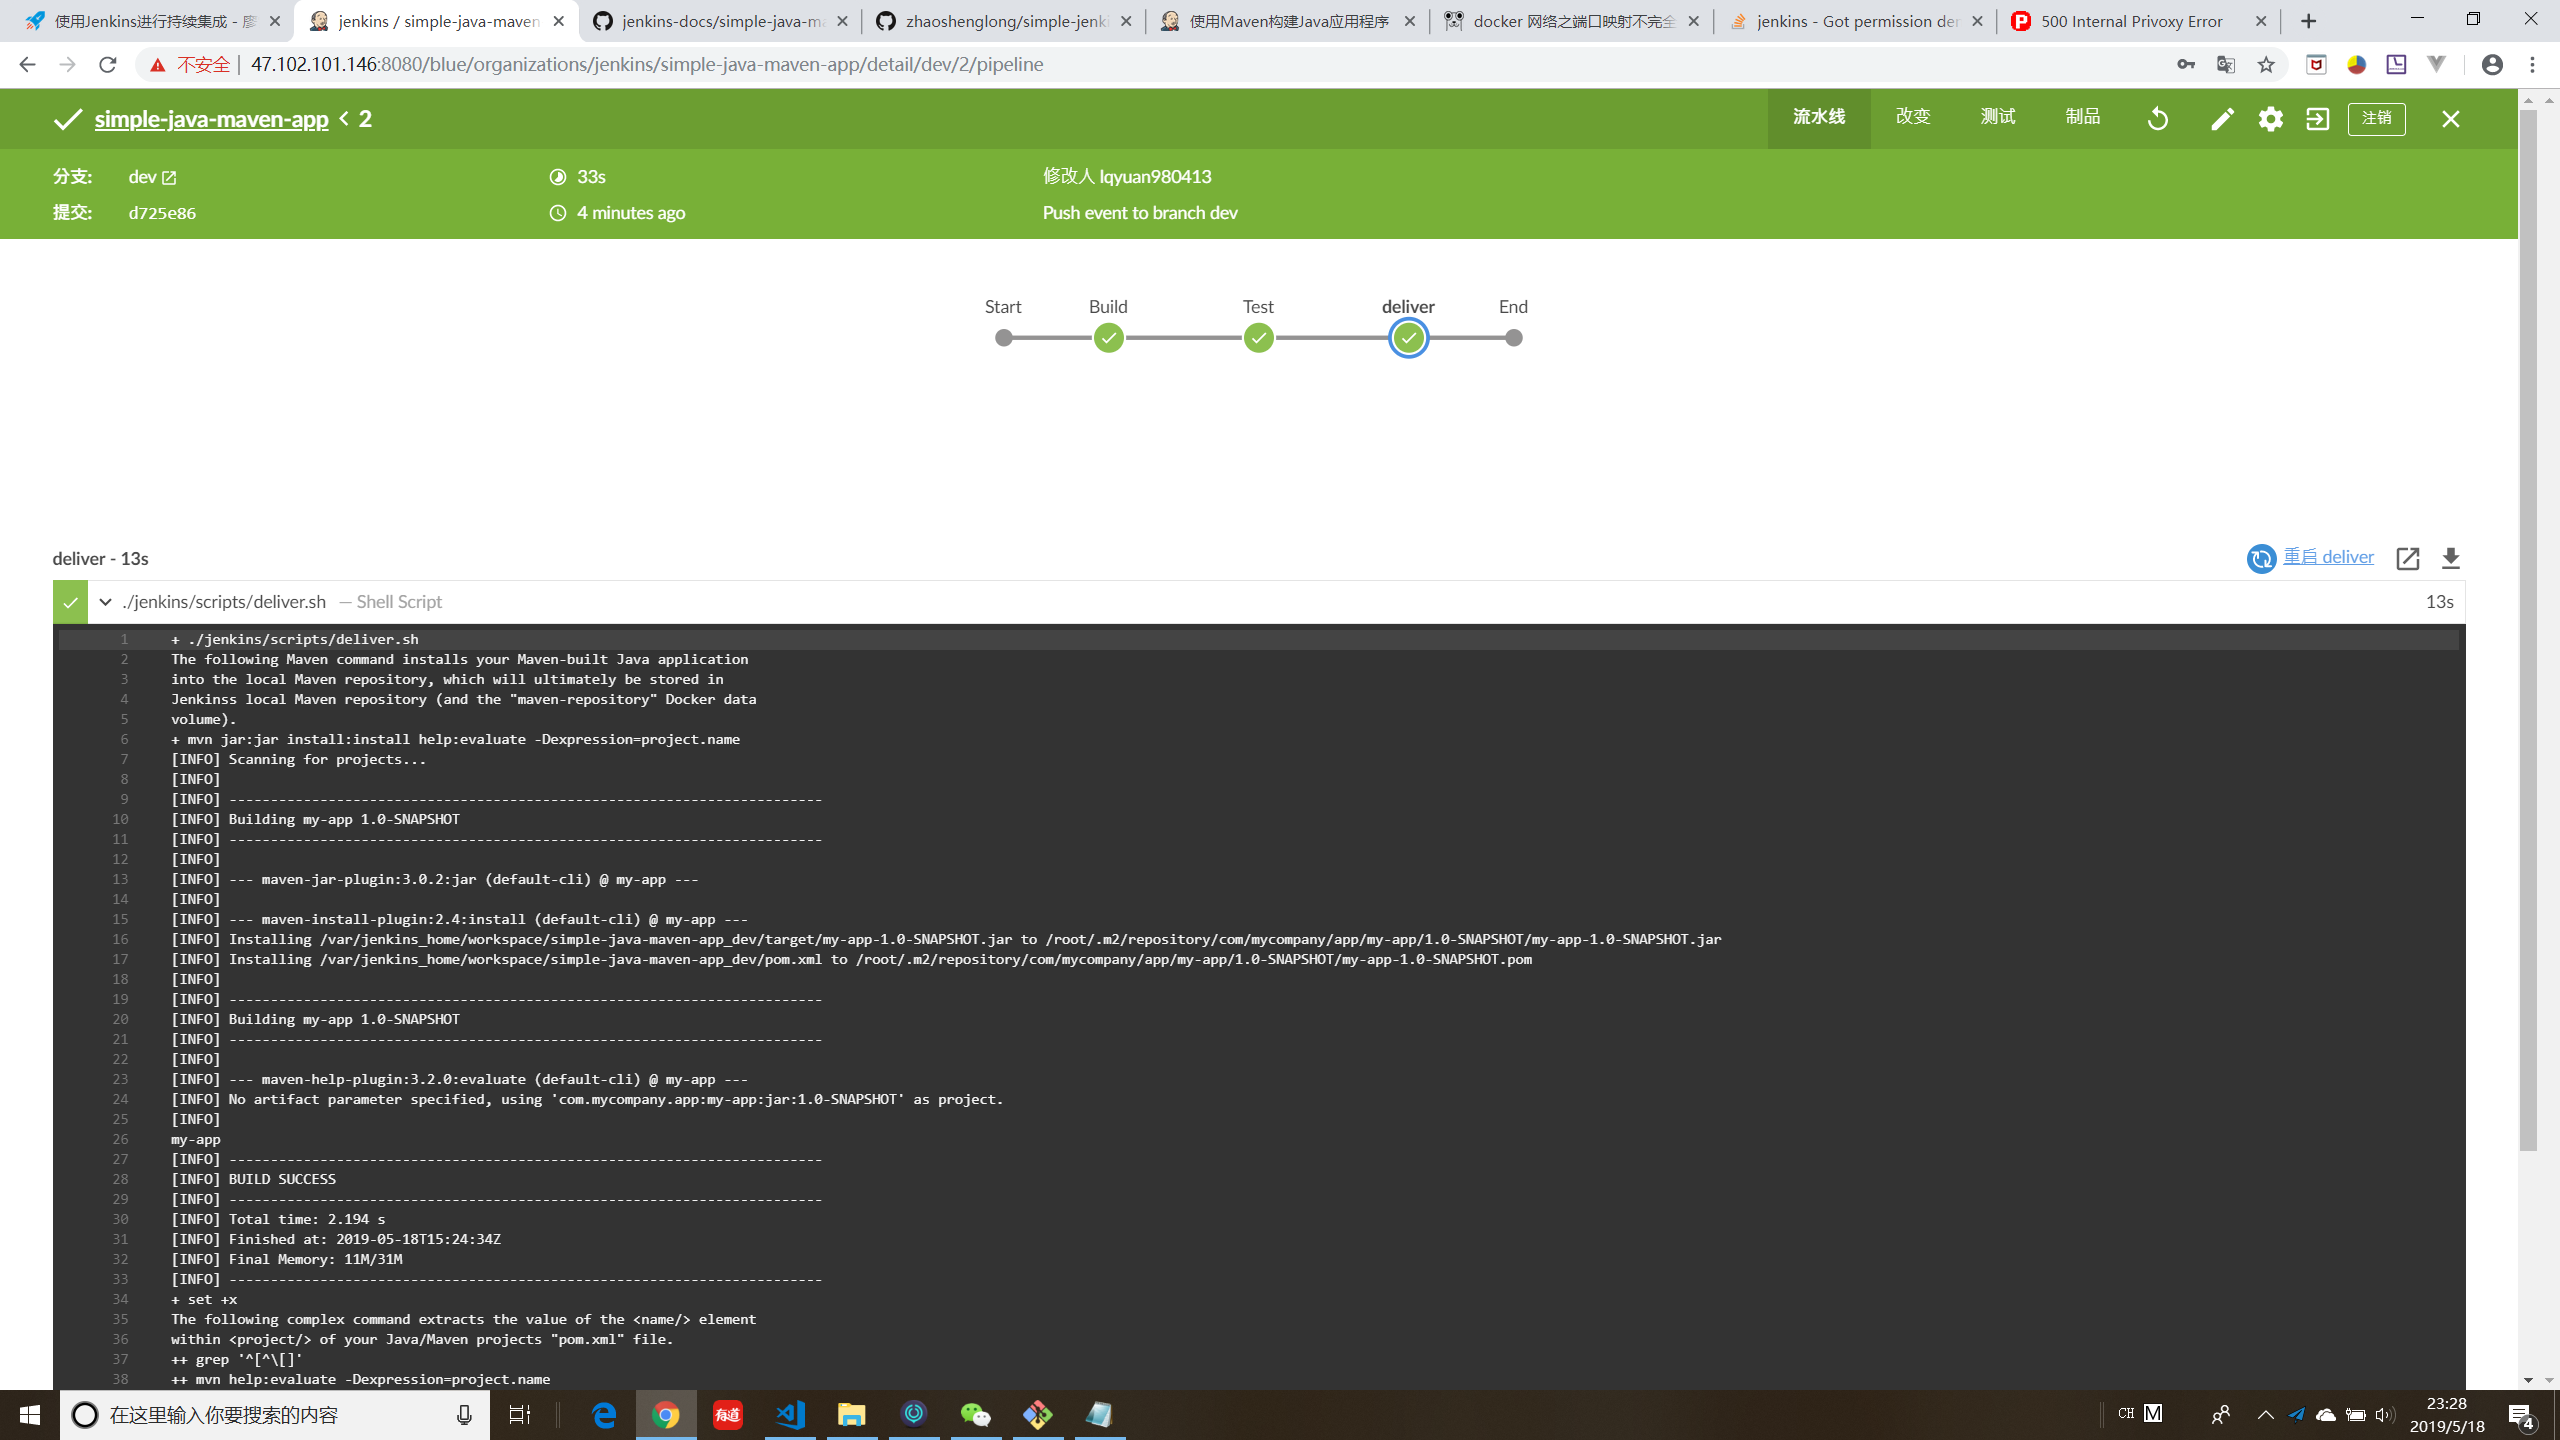 使用Jenkins进行持续集成 - 廖
jenkins / simple-java-maven
jenkins-docs/simple-java-ma
zhaoshenglong/simple-jenki
使用Maven构建Java应用程序
docker 网络之端口映射不完全
jenkins - Got permission der
500 Internal Privoxy Error
不安全 | 47.102.101.146:8080/blue/organizations/jenkins/simple-java-maven-app/detail/dev/2/pipeline
simple-java-maven-app < 2
流水线 改变 测试 制品 注销
分支: dev 33s 修改人 lqyuan980413
提交: d725e86 4 minutes ago Push event to branch dev
Start Build Test deliver End
deliver - 13s 重启 deliver
./jenkins/scripts/deliver.sh — Shell Script 13s
1 + ./jenkins/scripts/deliver.sh
2 The following Maven command installs your Maven-built Java application
3 into the local Maven repository, which will ultimately be stored in
4 Jenkinss local Maven repository (and the "maven-repository" Docker data
5 volume).
6 + mvn jar:jar install:install help:evaluate -Dexpression=project.name
7 [INFO] Scanning for projects...
8 [INFO]
9 [INFO] ------------------------------------------------------------------------
10 [INFO] Building my-app 1.0-SNAPSHOT
11 [INFO] ------------------------------------------------------------------------
12 [INFO]
13 [INFO] --- maven-jar-plugin:3.0.2:jar (default-cli) @ my-app ---
14 [INFO]
15 [INFO] --- maven-install-plugin:2.4:install (default-cli) @ my-app ---
16 [INFO] Installing /var/jenkins_home/workspace/simple-java-maven-app_dev/target/my-app-1.0-SNAPSHOT.jar to /root/.m2/repository/com/mycompany/app/my-app/1.0-SNAPSHOT/my-app-1.0-SNAPSHOT.jar
17 [INFO] Installing /var/jenkins_home/workspace/simple-java-maven-app_dev/pom.xml to /root/.m2/repository/com/mycompany/app/my-app/1.0-SNAPSHOT/my-app-1.0-SNAPSHOT.pom
18 [INFO]
19 [INFO] ------------------------------------------------------------------------
20 [INFO] Building my-app 1.0-SNAPSHOT
21 [INFO] ------------------------------------------------------------------------
22 [INFO]
23 [INFO] --- maven-help-plugin:3.2.0:evaluate (default-cli) @ my-app ---
24 [INFO] No artifact parameter specified, using 'com.mycompany.app:my-app:jar:1.0-SNAPSHOT' as project.
25 [INFO]
26 my-app
27 [INFO] ------------------------------------------------------------------------
28 [INFO] BUILD SUCCESS
29 [INFO] ------------------------------------------------------------------------
30 [INFO] Total time: 2.194 s
31 [INFO] Finished at: 2019-05-18T15:24:34Z
32 [INFO] Final Memory: 11M/31M
33 [INFO] ------------------------------------------------------------------------
34 + set +x
35 The following complex command extracts the value of the <name/> element
36 within <project/> of your Java/Maven projects "pom.xml" file.
37 ++ grep '^[^\[]'
38 ++ mvn help:evaluate -Dexpression=project.name
在这里输入你要搜索的内容
有道
CH M
23:28
2019/5/18
4